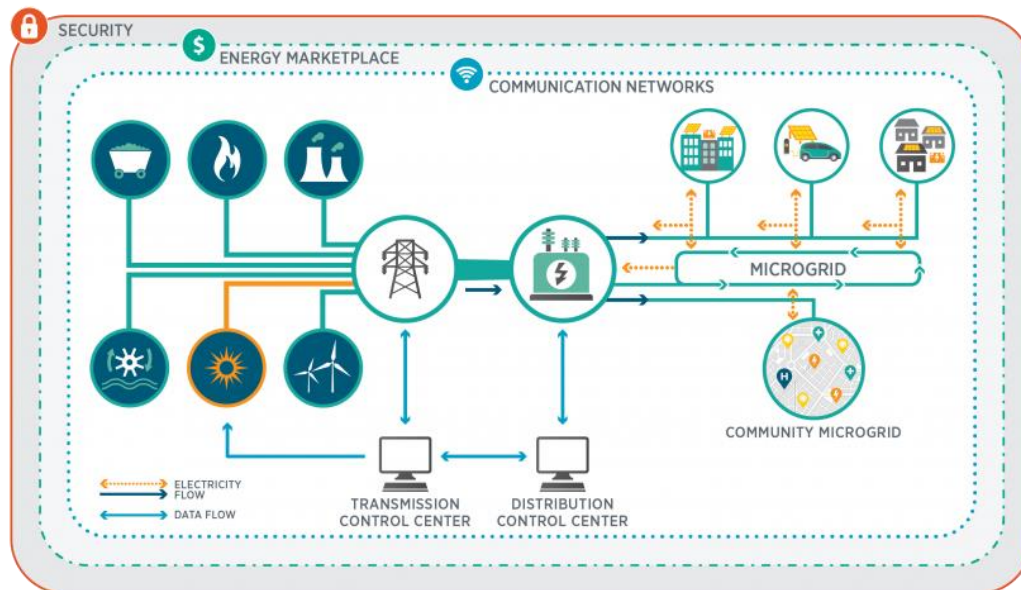 SECURITY
$
ENERGY MARKETPLACE
COMMUNICATION NETWORKS
MICROGRID
H
COMMUNITY MICROGRID
ELECTRICITY
FLOW
DATA FLOW
TRANSMISSION
CONTROL CENTER
DISTRIBUTION
CONTROL CENTER